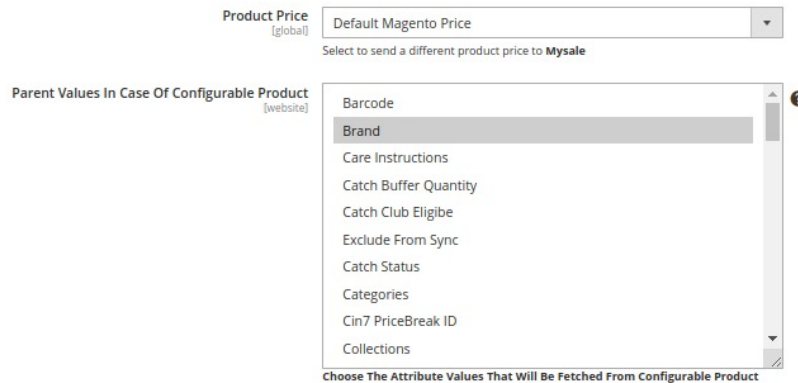 Product Price
[global]
Default Magento Price
Select to send a different product price to Mysale
Parent Values In Case Of Configurable Product
[website]
Barcode
Brand
Care Instructions
Catch Buffer Quantity
Catch Club Eligibe
Exclude From Sync
Catch Status
Categories
Cin7 PriceBreak ID
Collections
Choose The Attribute Values That Will Be Fetched From Configurable Product